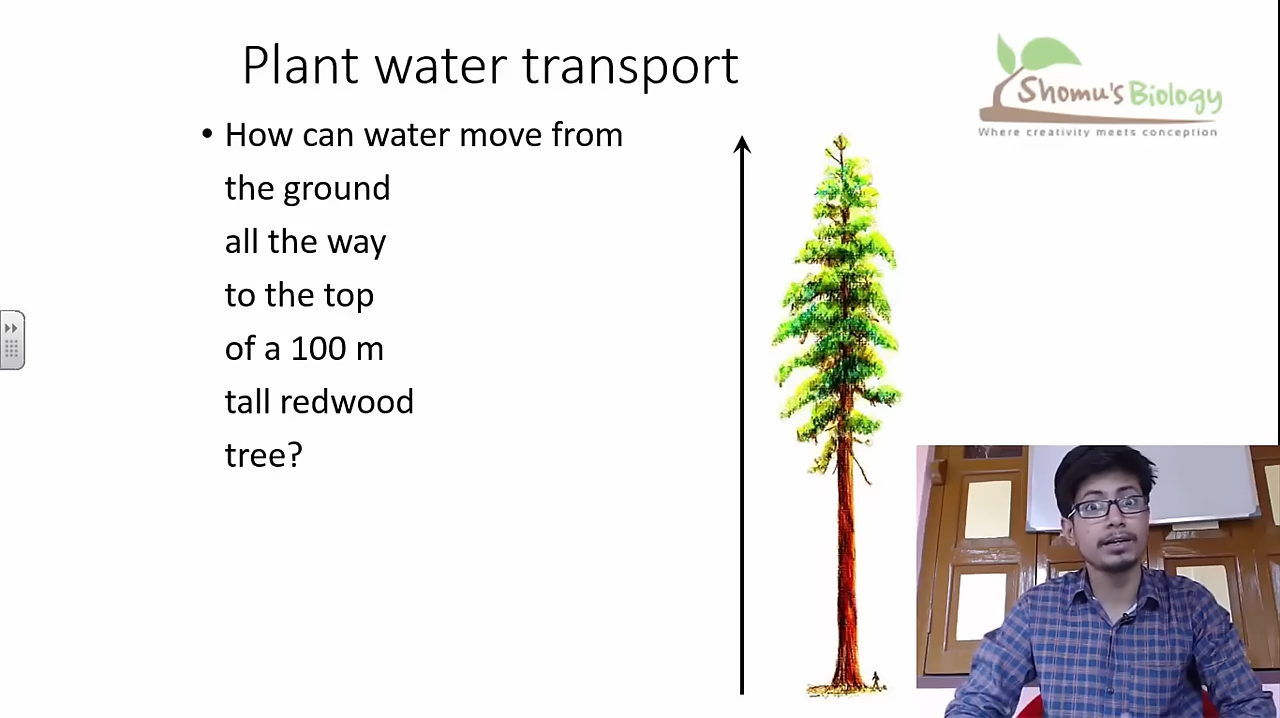 Plant water transport
Shomu's Biology
Where creativity meets conception
• How can water move from
the ground
all the way
to the top
of a 100 m
tall redwood
tree?